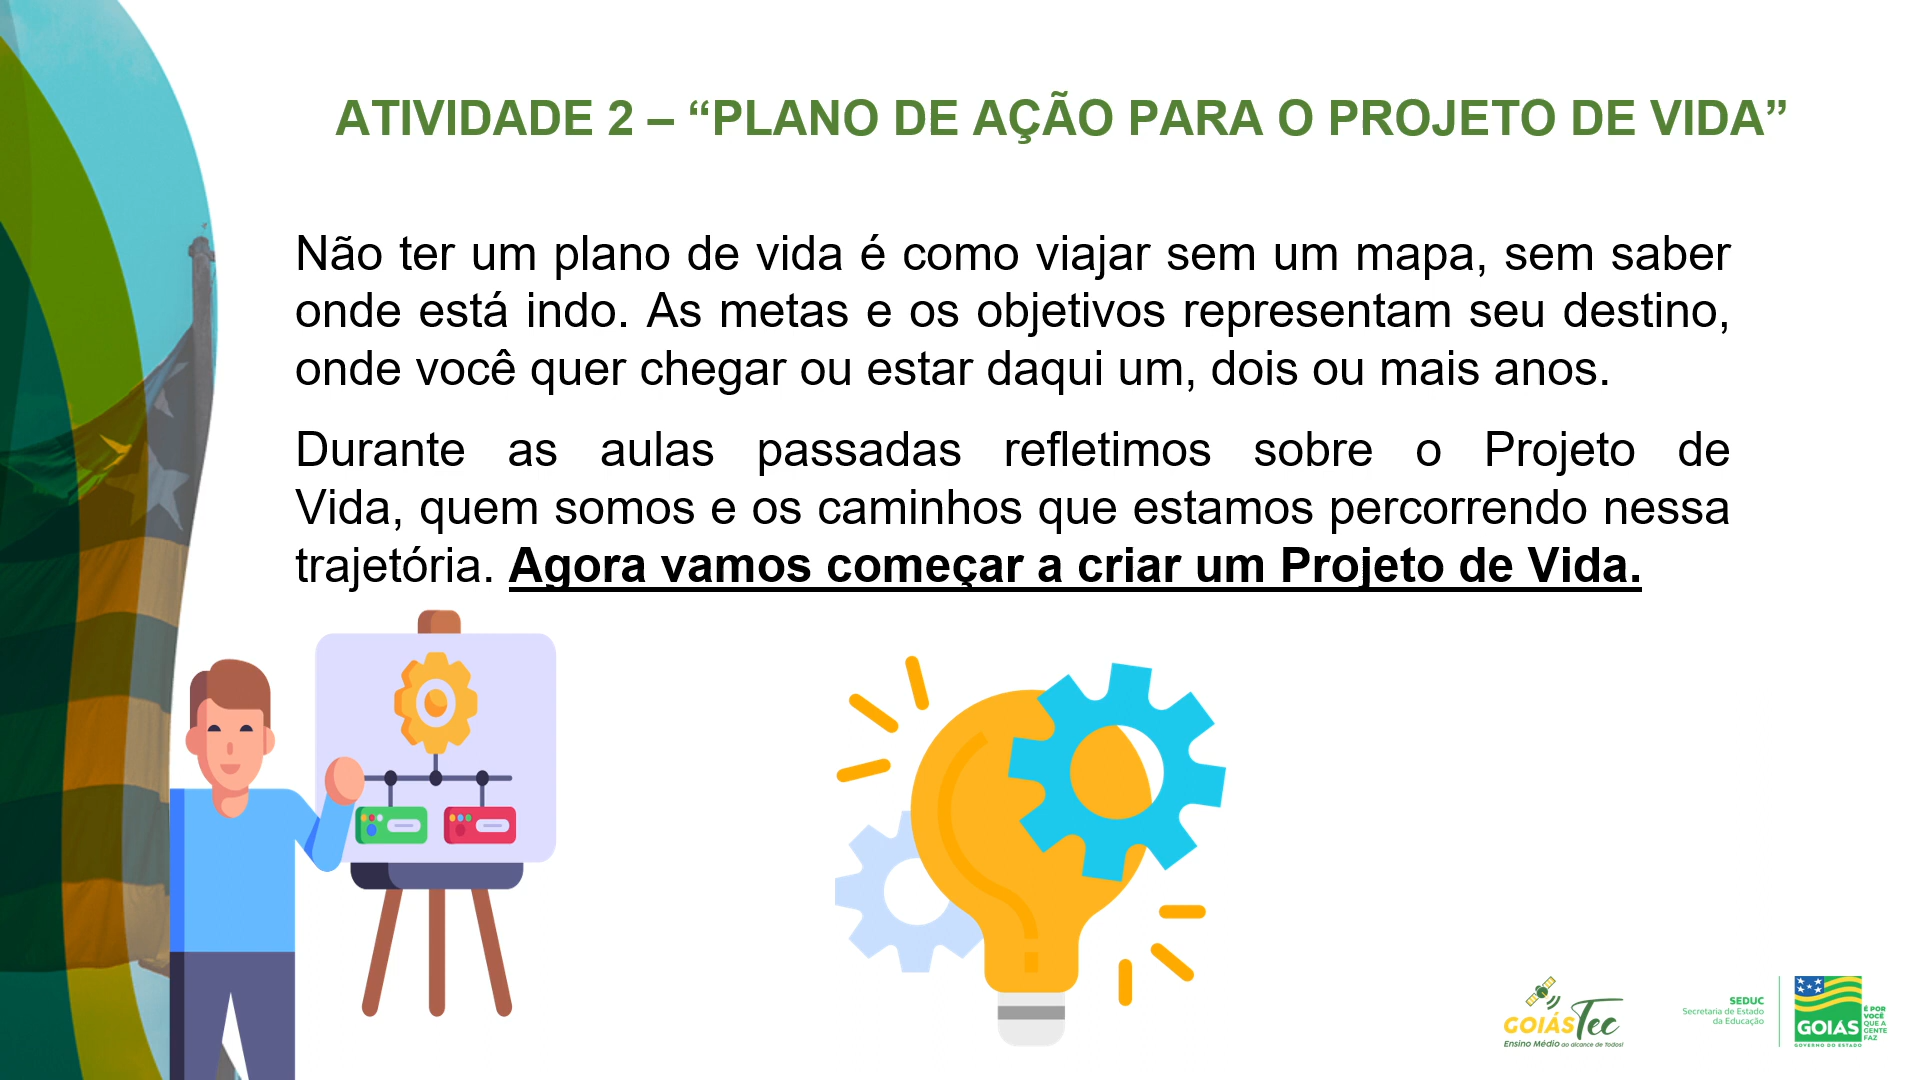 ATIVIDADE 2 – “PLANO DE AÇÃO PARA O PROJETO DE VIDA”
Não ter um plano de vida é como viajar sem um mapa, sem saber
onde está indo. As metas e os objetivos representam seu destino,
onde você quer chegar ou estar daqui um, dois ou mais anos.
Durante as aulas passadas refletimos sobre o Projeto de
Vida, quem somos e os caminhos que estamos percorrendo nessa
trajetória. Agora vamos começar a criar um Projeto de Vida.
GOIÁSTec
Ensino Médio ao alcance de Todos!
SEDUC
Secretaria de Estado
da Educação
GOIÁS
GOVERNO DO ESTADO
É POR
VOCÊ
QUE A
GENTE
FAZ